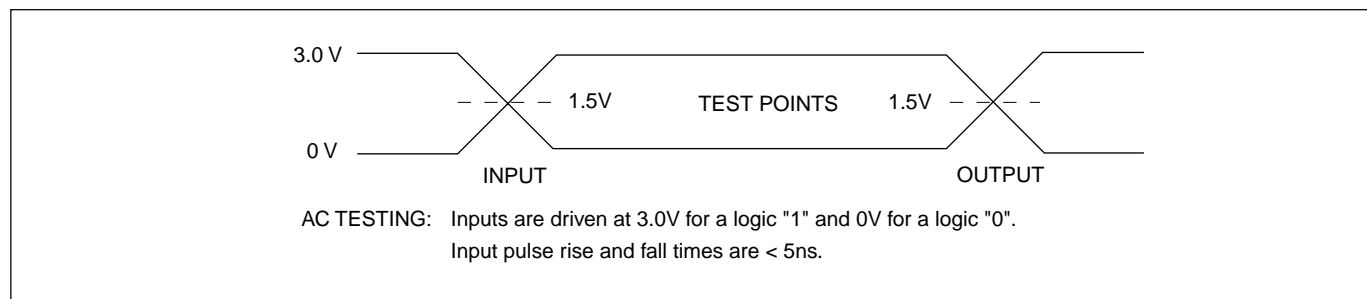 3.0 V
1.5V TEST POINTS 1.5V
0 V
INPUT OUTPUT
AC TESTING: Inputs are driven at 3.0V for a logic "1" and 0V for a logic "0".
Input pulse rise and fall times are < 5ns.